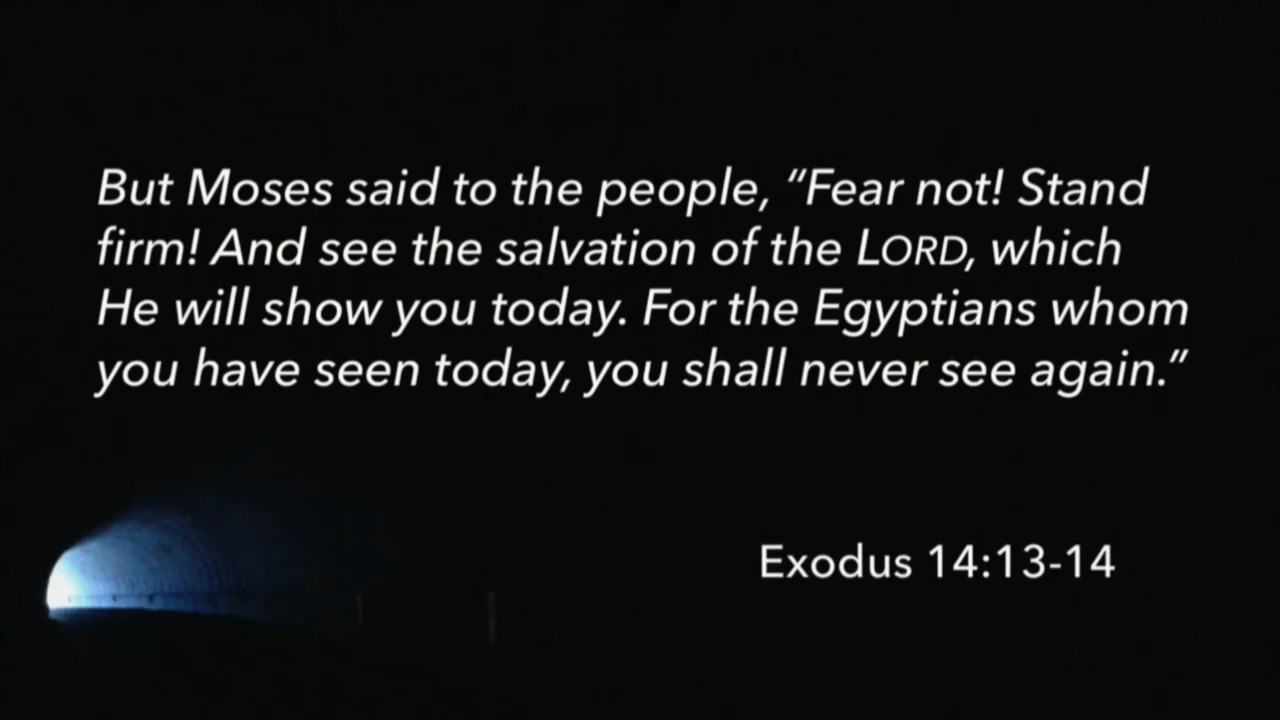 But Moses said to the people, “Fear not! Stand
firm! And see the salvation of the LORD, which
He will show you today. For the Egyptians whom
you have seen today, you shall never see again.”
Exodus 14:13-14